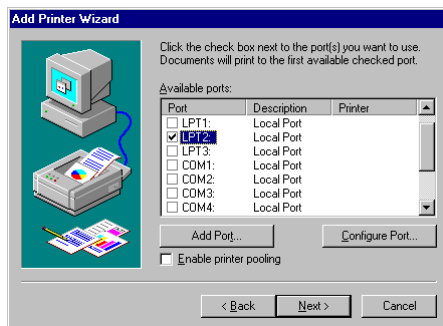 Add Printer Wizard
Click the check box next to the port(s) you want to use.
Documents will print to the first available checked port.
Available ports:
Port Description Printer
LPT1: Local Port
LPT2: Local Port
LPT3: Local Port
COM1: Local Port
COM2: Local Port
COM3: Local Port
COM4: Local Port
Add Port... Configure Port...
Enable printer pooling
< Back Next > Cancel